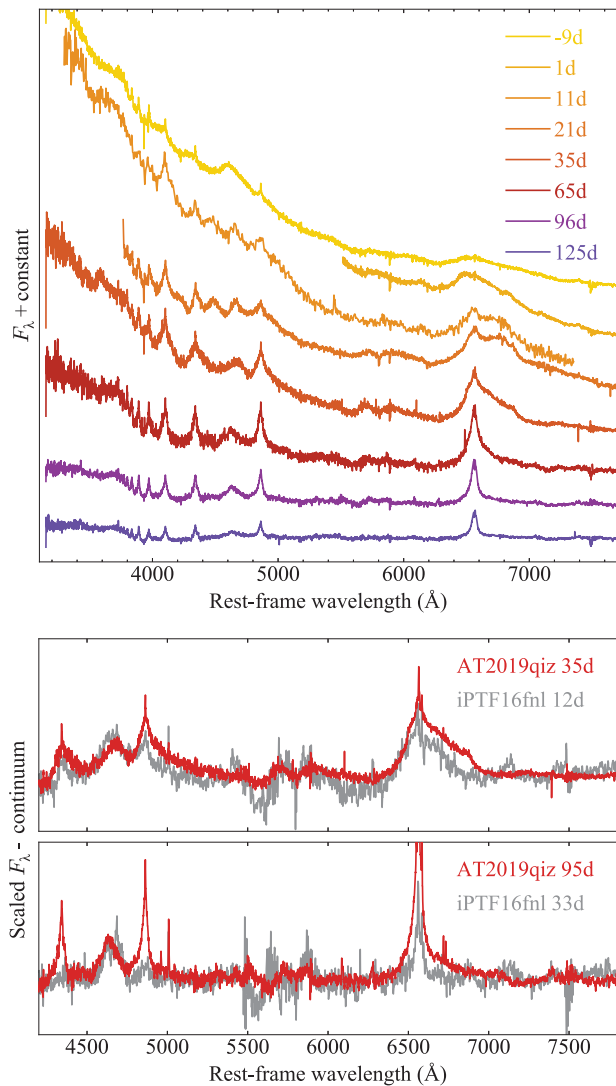 -9d
1d
11d
21d
35d
65d
96d
125d
F_λ + constant
4000 5000 6000 7000
Rest-frame wavelength (Å)
AT2019qiz 35d
iPTF16fnl 12d
Scaled F_λ - continuum
AT2019qiz 95d
iPTF16fnl 33d
4500 5000 5500 6000 6500 7000 7500
Rest-frame wavelength (Å)